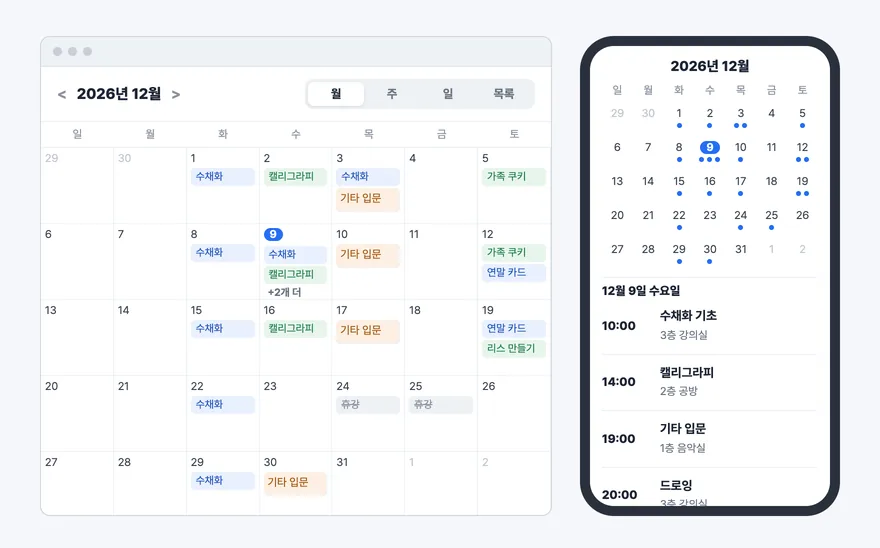 < 2026년 12월 >
월 주 일 목록
일 월 화 수 목 금 토
29 30 1 2 3 4 5
수채화 캘리그라피 수채화 가족 쿠키
기타 입문
6 7 8 9 10 11 12
수채화 수채화 기타 입문 가족 쿠키
캘리그라피 연말 카드
+2개 더
13 14 15 16 17 18 19
수채화 캘리그라피 기타 입문 연말 카드
리스 만들기
20 21 22 23 24 25 26
수채화 휴강 휴강
27 28 29 30 31 1 2
수채화 기타 입문
2026년 12월
일 월 화 수 목 금 토
29 30 1 2 3 4 5
6 7 8 9 10 11 12
13 14 15 16 17 18 19
20 21 22 23 24 25 26
27 28 29 30 31 1 2
12월 9일 수요일
10:00 수채화 기초
3층 강의실
14:00 캘리그라피
2층 공방
19:00 기타 입문
1층 음악실
20:00 드로잉
3층 강의실